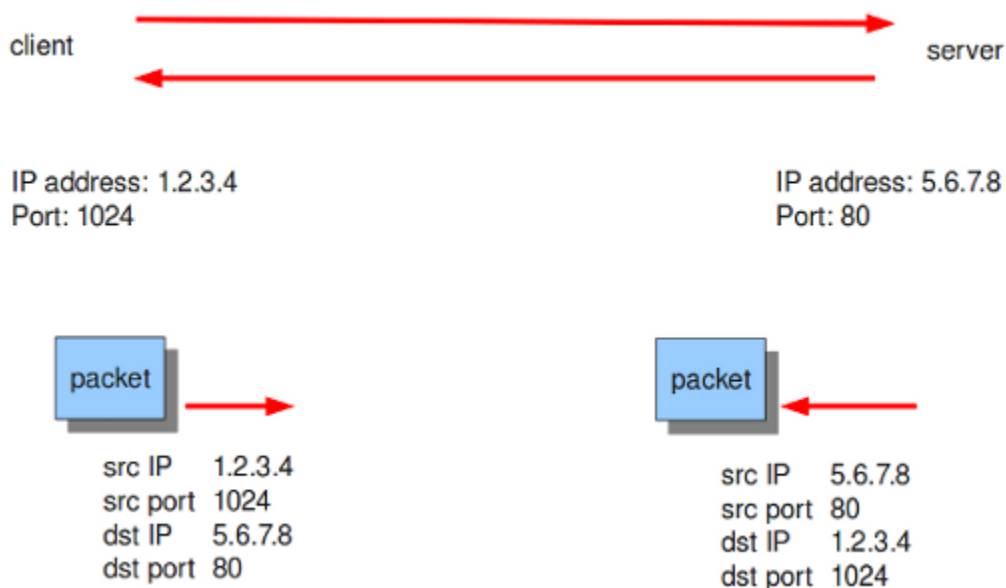 client
server
IP address: 1.2.3.4
Port: 1024
IP address: 5.6.7.8
Port: 80
packet
src IP 1.2.3.4
src port 1024
dst IP 5.6.7.8
dst port 80
packet
src IP 5.6.7.8
src port 80
dst IP 1.2.3.4
dst port 1024